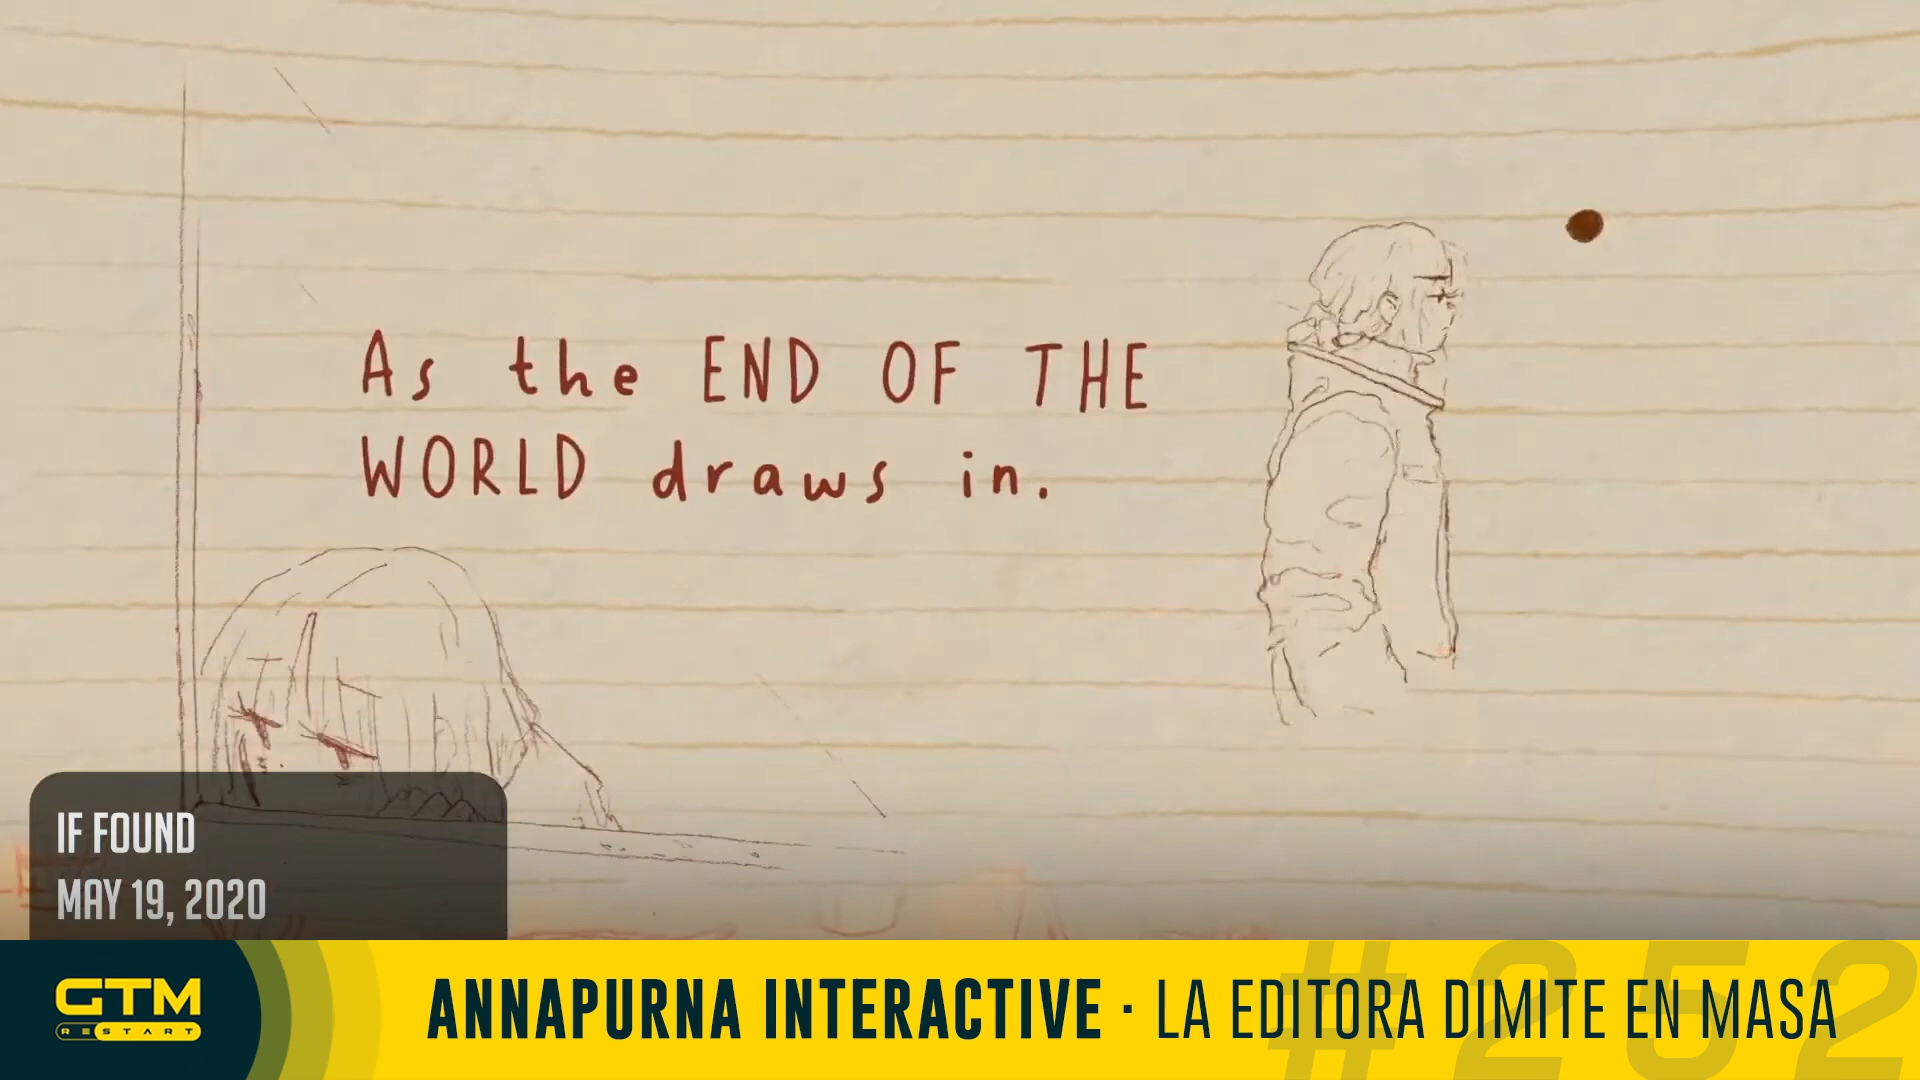 As the END OF THE
WORLD draws in.
IF FOUND
MAY 19, 2020
GTM
RESTART
ANNAPURNA INTERACTIVE · LA EDITORA DIMITE EN MASA
#252